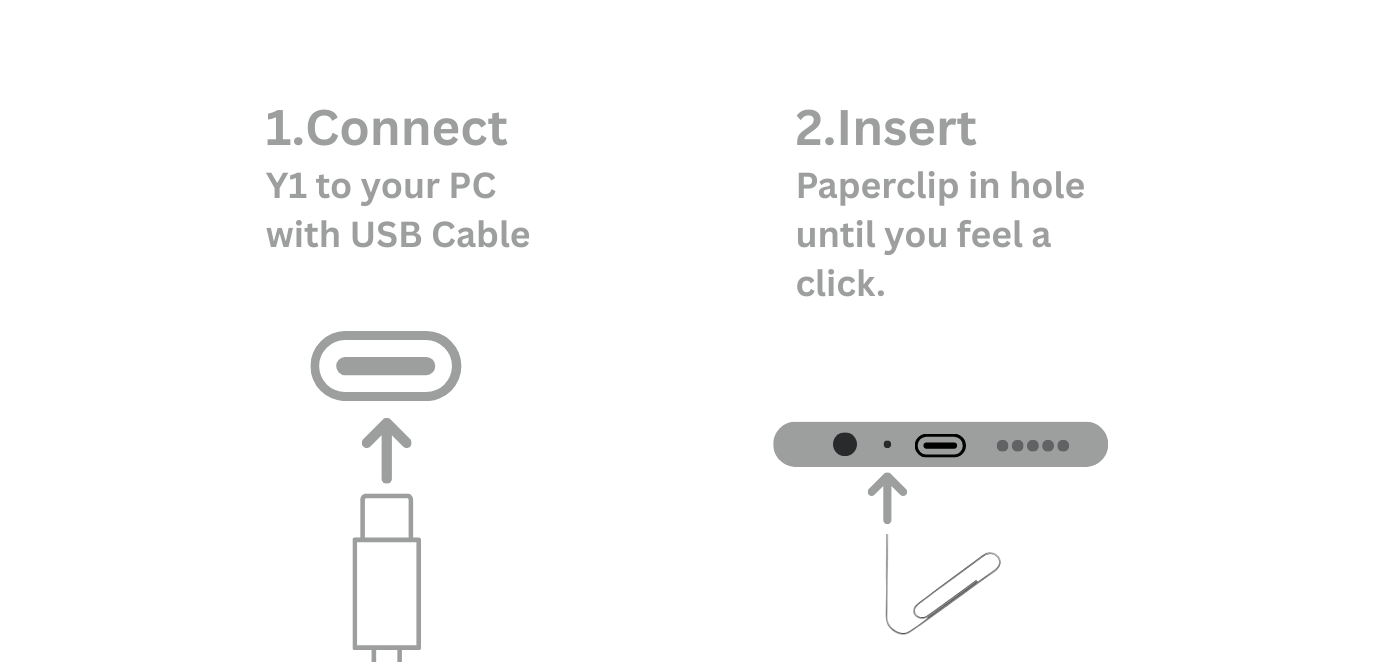 1.Connect
Y1 to your PC
with USB Cable
2.Insert
Paperclip in hole
until you feel a
click.